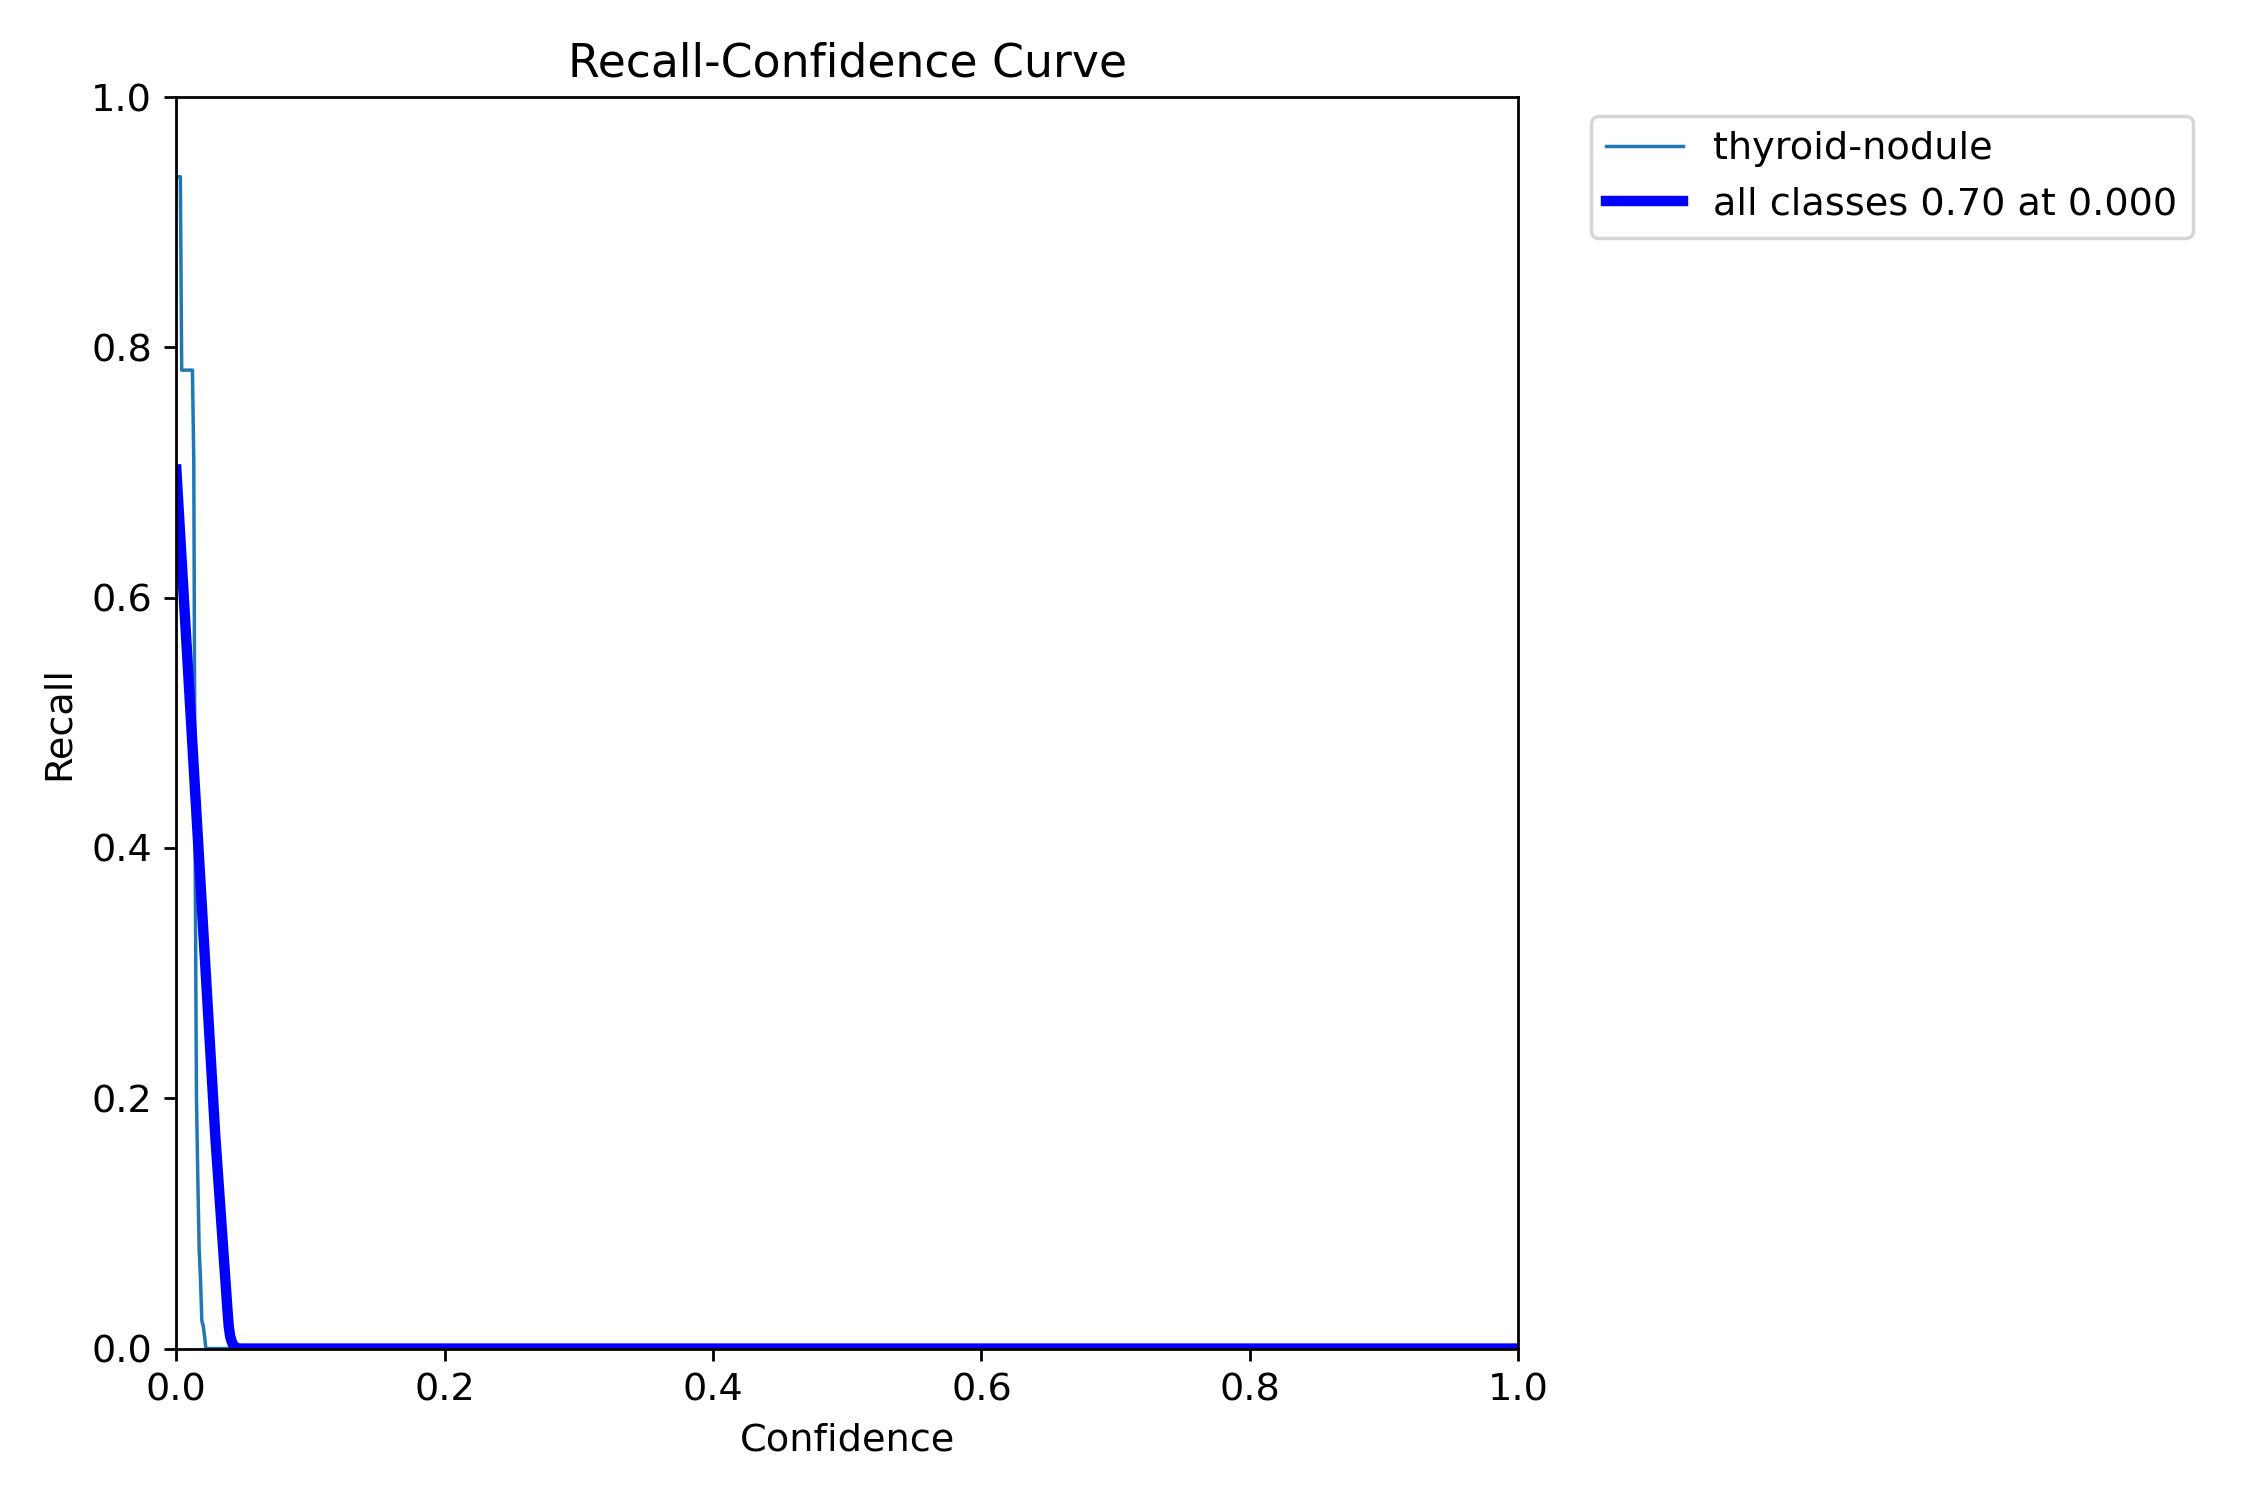 Recall-Confidence Curve
1.0
0.8
0.6
0.4
0.2
0.0
Recall
0.0 0.2 0.4 0.6 0.8 1.0
Confidence
thyroid-nodule
all classes 0.70 at 0.000